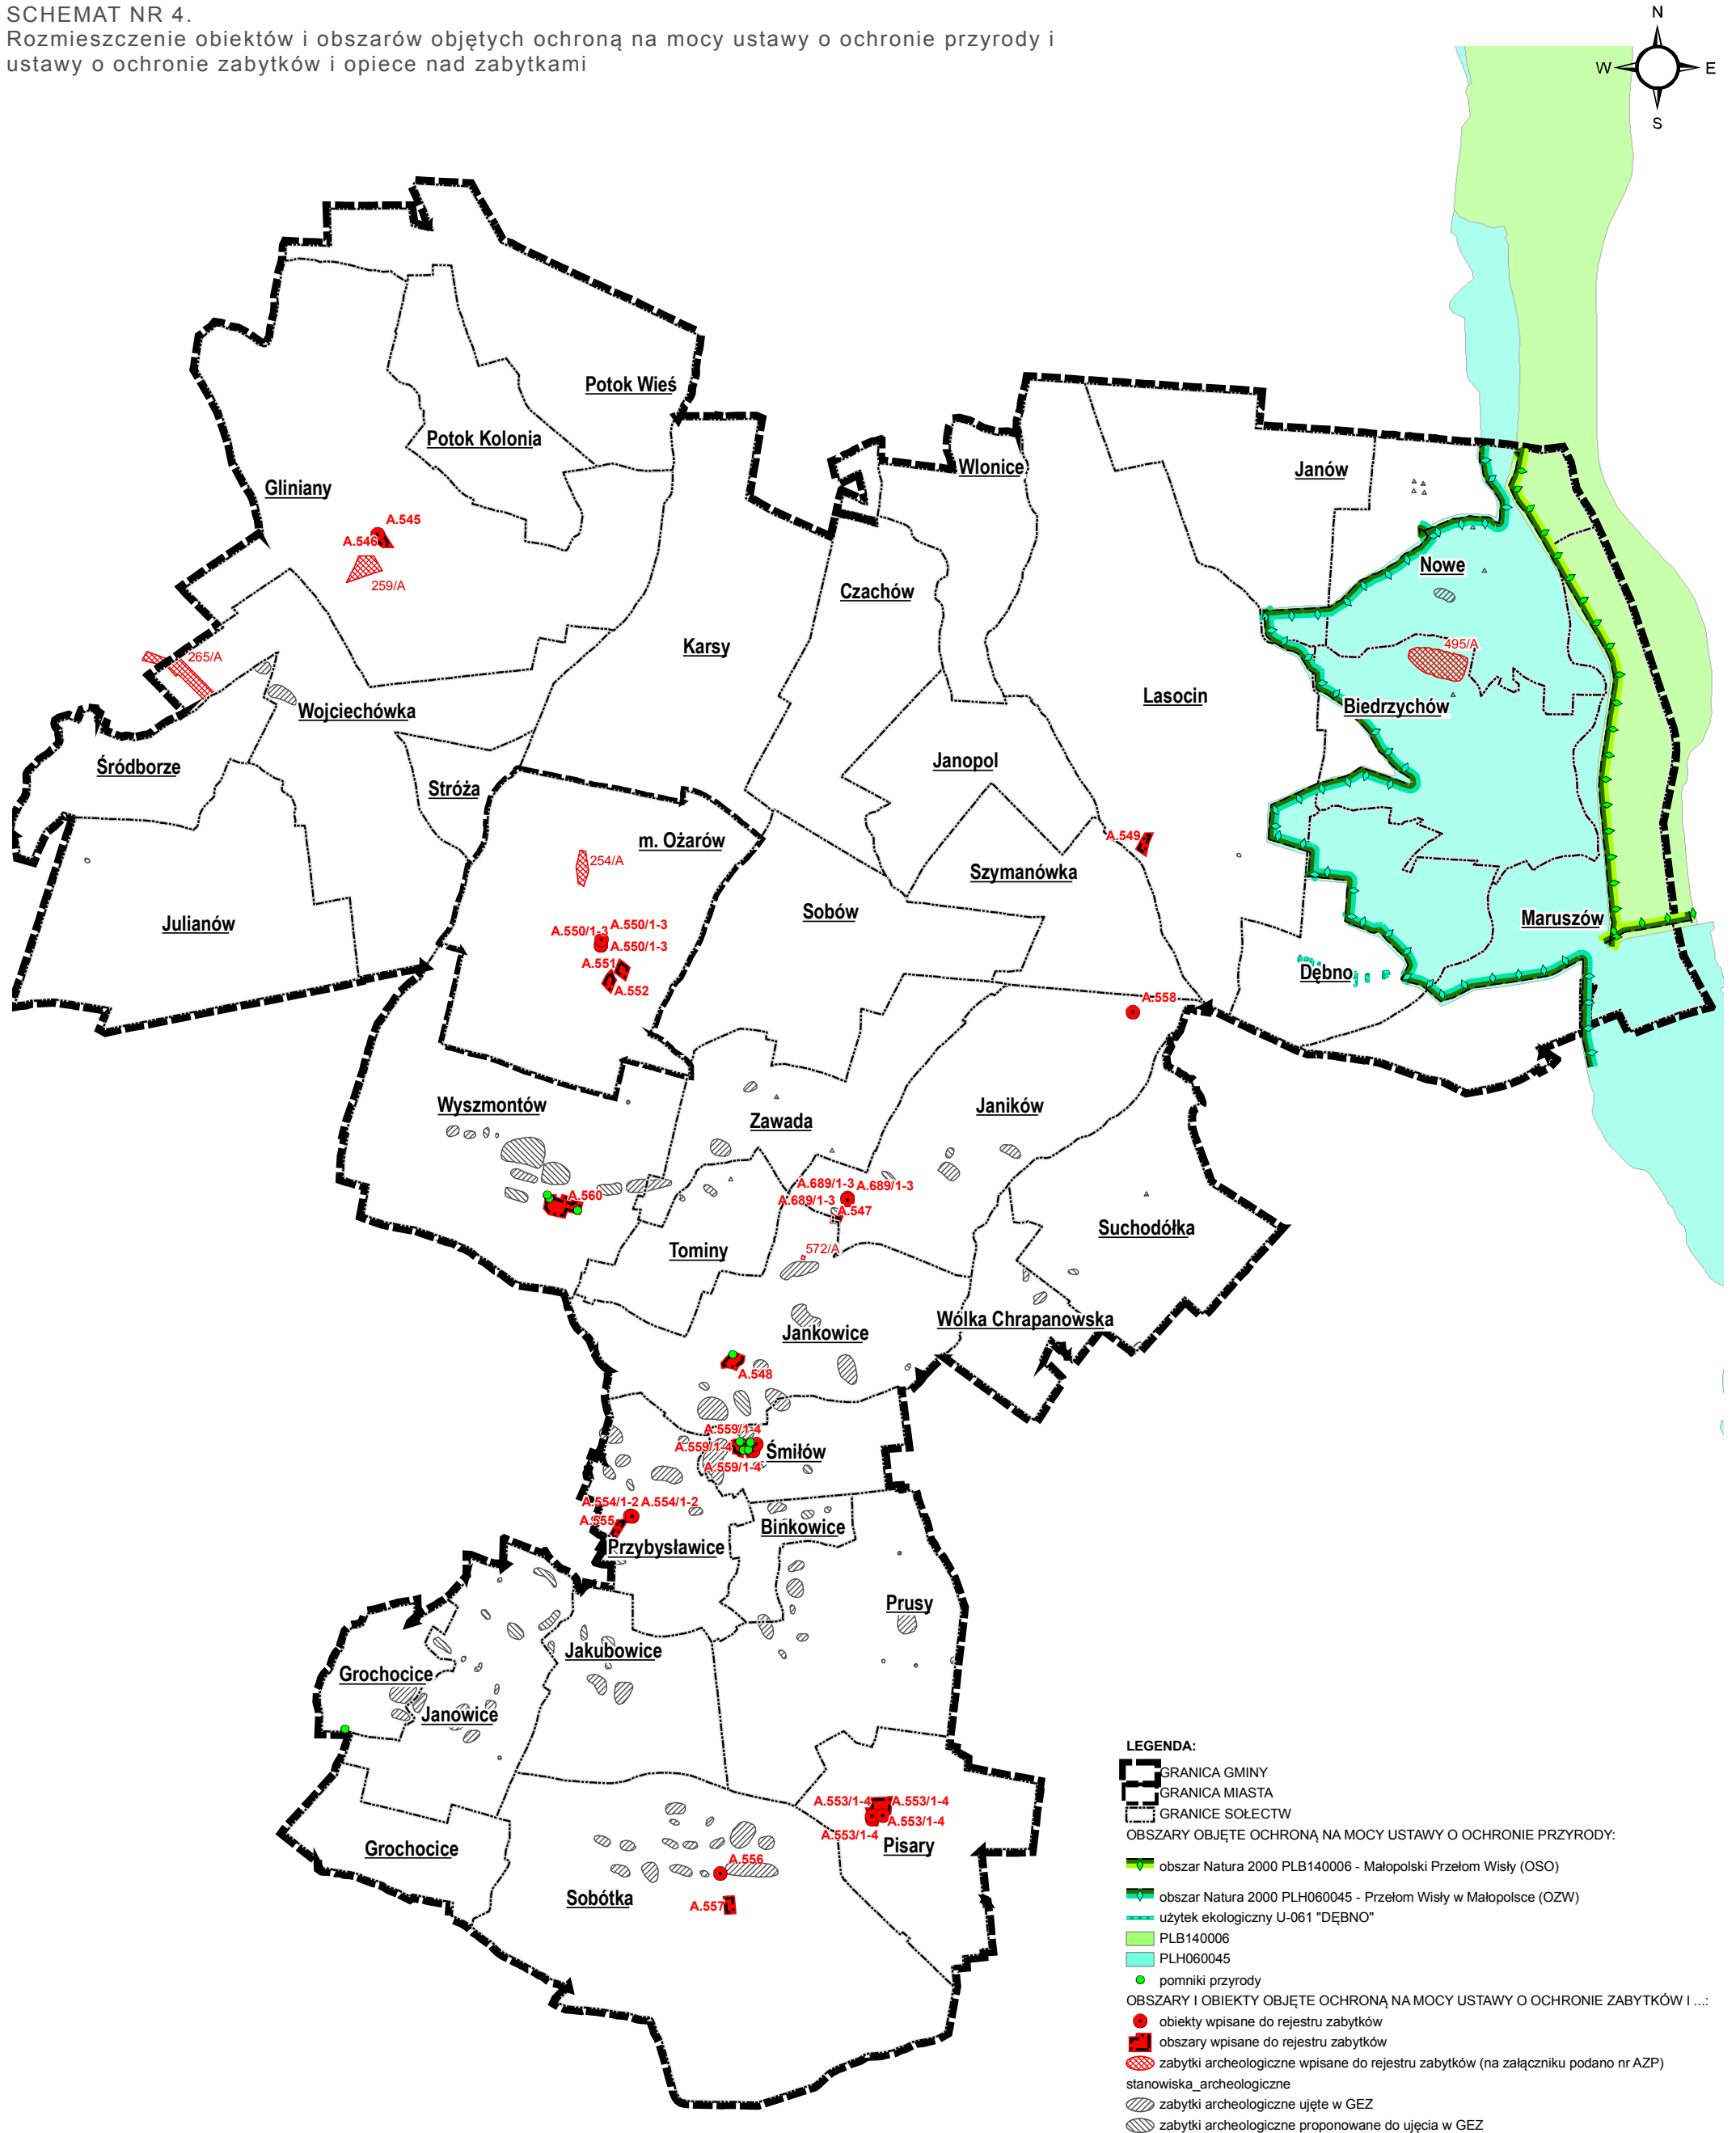 SCHEMAT NR 4.
Rozmieszczenie obiektów i obszarów objętych ochroną na mocy ustawy o ochronie przyrody i
ustawy o ochronie zabytków i opiece nad zabytkami
N
W
E
S
Potok Wieś
Potok Kolonia
Gliniany
Wlonice
Janów
A.545
A.546
259/A
Nowe
Czachów
Karsy
495/A
265/A
Lasocin
Biedrzychów
Wojciechówka
Śródborze
Janopol
Stróża
m. Ożarów
A.549
254/A
Szymanówka
Sobów
Julianów
Maruszów
A.550/1-3
A.550/1-3
A.550/1-3
A.551
A.552
Dębno
A.558
Wyszmontów
Zawada
Janików
A.689/1-3
A.689/1-3
A.689/1-3
A.560
A.547
Suchodółka
Tominy
572/A
Wólka Chrapanowska
Jankowice
A.548
A.559/1-4
A.559/1-4
A.559/1-4
Śmiłów
A.554/1-2
A.554/1-2
A.555
Binkowice
Przybysławice
Prusy
Jakubowice
Grochocice
Janowice
A.553/1-4
A.553/1-4
A.553/1-4
A.553/1-4
Pisary
Grochocice
A.556
Sobótka
A.557
LEGENDA:
GRANICA GMINY
GRANICA MIASTA
GRANICE SOŁECTW
OBSZARY OBJĘTE OCHRONĄ NA MOCY USTAWY O OCHRONIE PRZYRODY:
obszar Natura 2000 PLB140006 - Małopolski Przełom Wisły (OSO)
obszar Natura 2000 PLH060045 - Przełom Wisły w Małopolsce (OZW)
użytek ekologiczny U-061 "DĘBNO"
PLB140006
PLH060045
pomniki przyrody
OBSZARY I OBIEKTY OBJĘTE OCHRONĄ NA MOCY USTAWY O OCHRONIE ZABYTKÓW I ...:
obiekty wpisane do rejestru zabytków
obszary wpisane do rejestru zabytków
zabytki archeologiczne wpisane do rejestru zabytków (na załączniku podano nr AZP)
stanowiska_archeologiczne
zabytki archeologiczne ujęte w GEZ
zabytki archeologiczne proponowane do ujęcia w GEZ